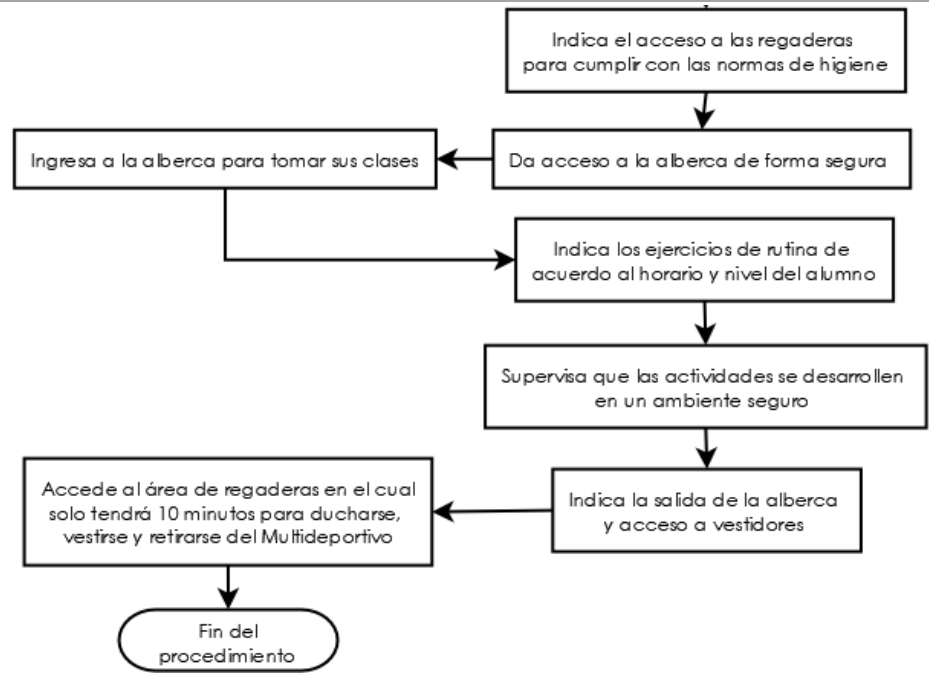 Indica el acceso a las regaderas
para cumplir con las normas de higiene
Da acceso a la alberca de forma segura
Ingresa a la alberca para tomar sus clases
Indica los ejercicios de rutina de
acuerdo al horario y nivel del alumno
Supervisa que las actividades se desarrollen
en un ambiente seguro
Indica la salida de la alberca
y acceso a vestidores
Accede al área de regaderas en el cual
solo tendrá 10 minutos para ducharse,
vestirse y retirarse del Multideportivo
Fin del
procedimiento